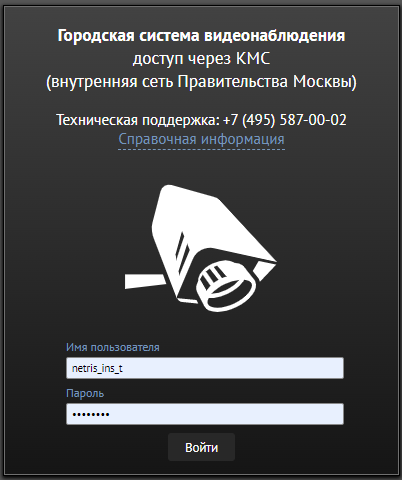 Городская система видеонаблюдения
доступ через КМС
(внутренняя сеть Правительства Москвы)
Техническая поддержка: +7 (495) 587-00-02
Справочная информация
Имя пользователя
netris_ins_t
Пароль
••••••••
Войти